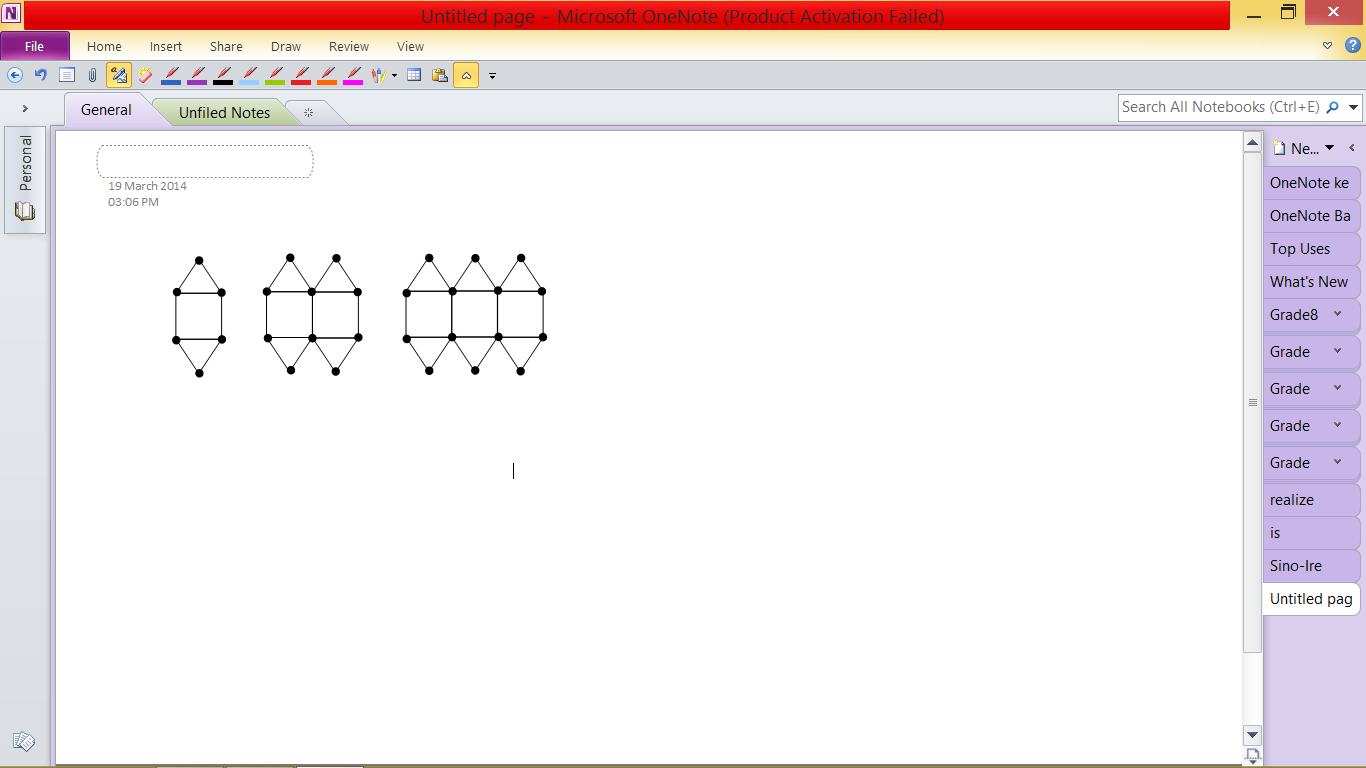 Untitled page - Microsoft OneNote (Product Activation Failed)
File Home Insert Share Draw Review View
General Unfiled Notes Search All Notebooks (Ctrl+E)
Personal
19 March 2014
03:06 PM
Ne...
OneNote ke
OneNote Ba
Top Uses
What's New
Grade8
Grade
Grade
Grade
Grade
realize
is
Sino-Ire
Untitled pag